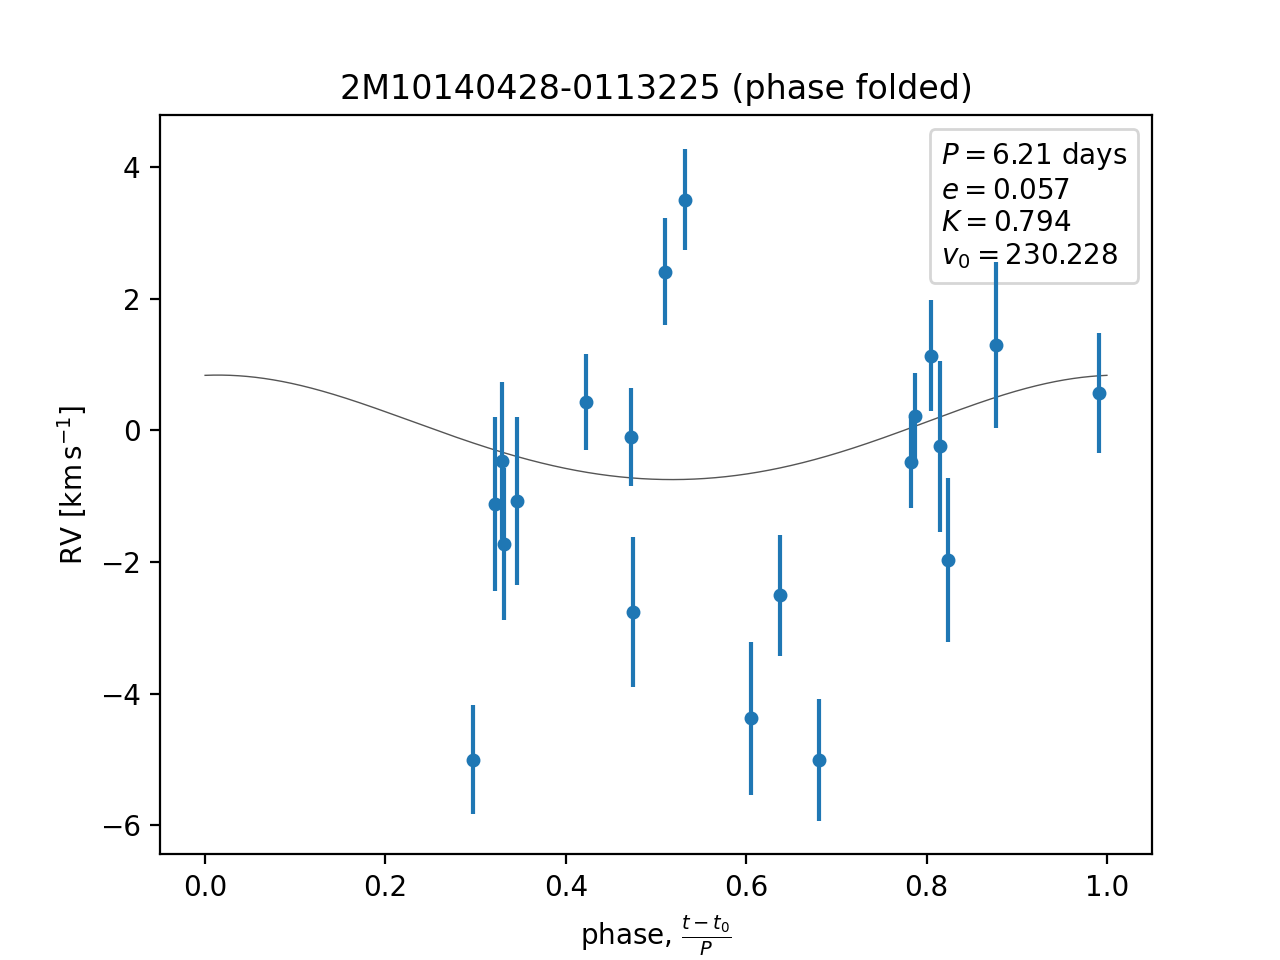 2M10140428-0113225 (phase folded)
P = 6.21 days
e = 0.057
K = 0.794
v₀ = 230.228
4
2
0
−2
−4
−6
RV [km s⁻¹]
0.0 0.2 0.4 0.6 0.8 1.0
phase, (t − t₀)/P